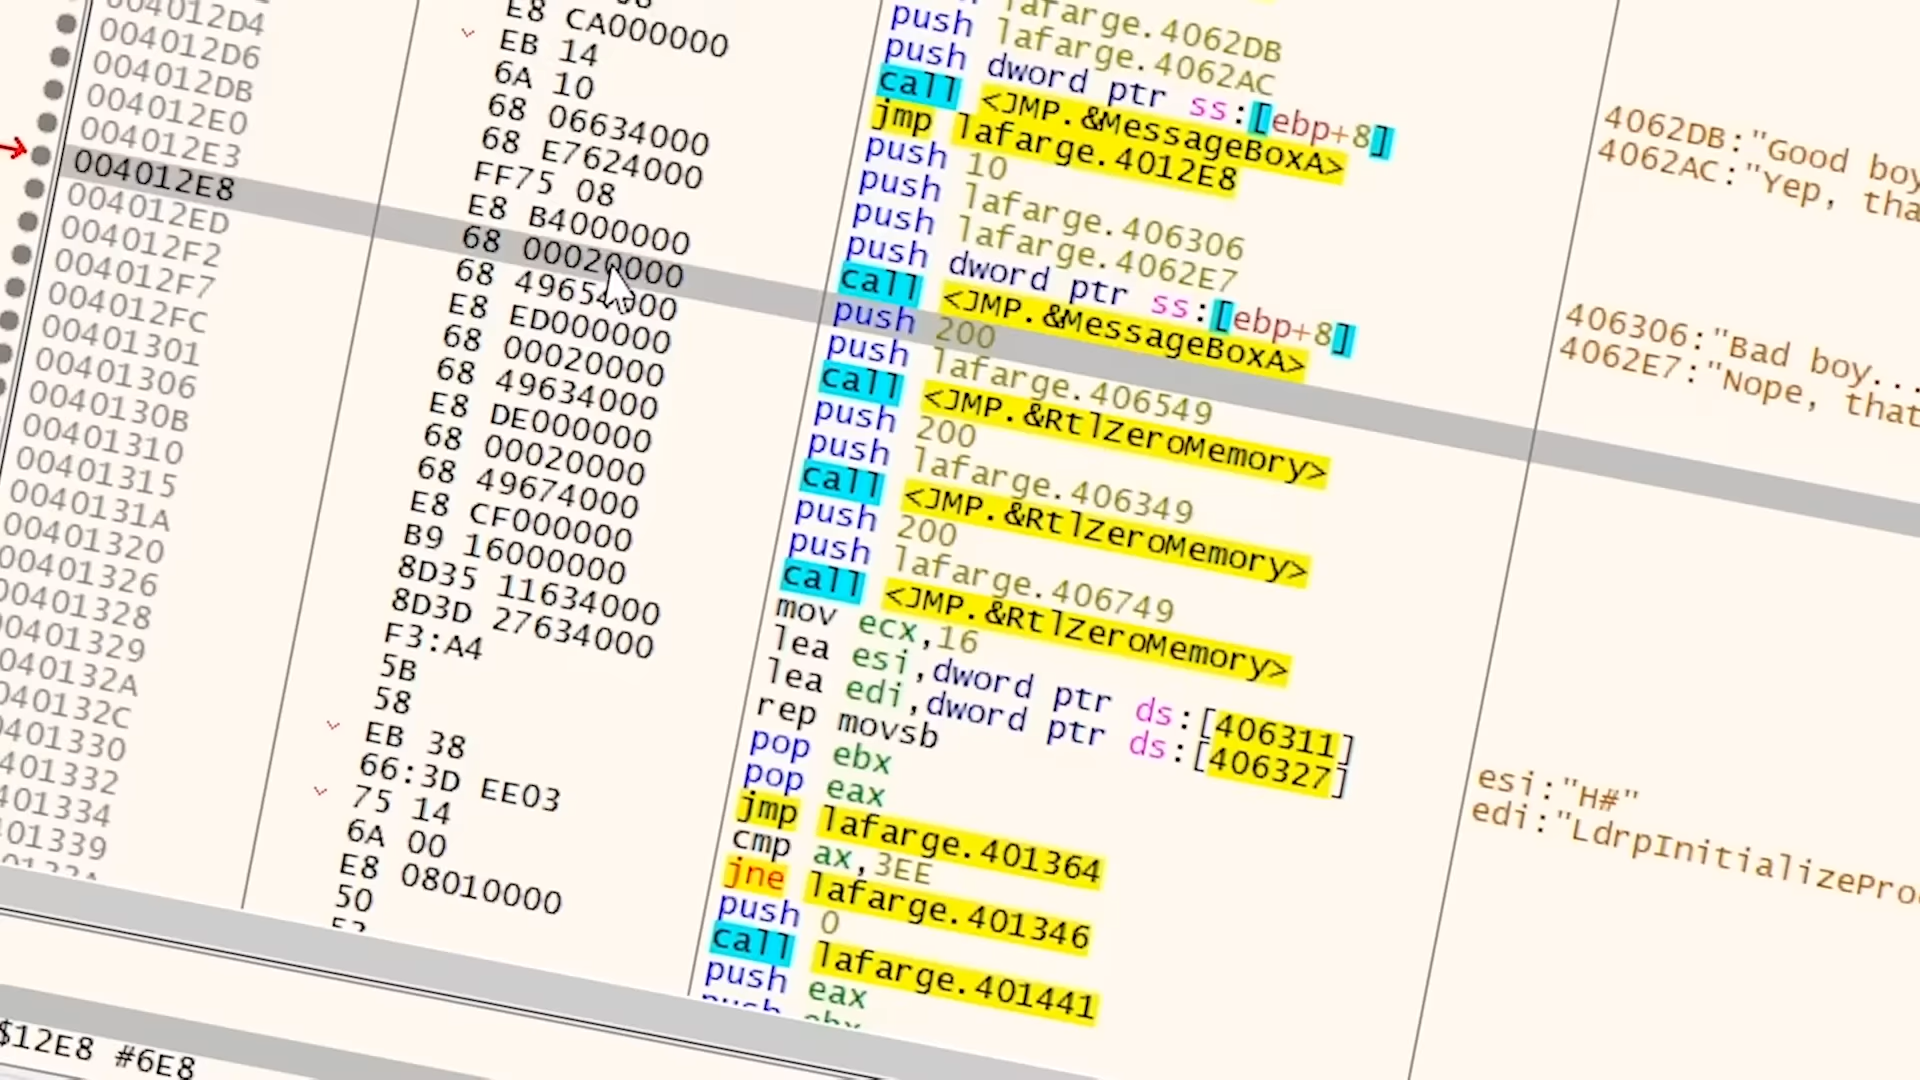 004012D4 push lafarge.4062DB 4062DB:"Good boy
004012D6 E8 CA000000 push lafarge.4062AC 4062AC:"Yep, tha
004012DB EB 14 push dword ptr ss:[ebp+8]
004012E0 6A 10 call <JMP.&MessageBoxA>
004012E3 68 06634000 jmp lafarge.4012E8
004012E8 68 E7624000 push 10
004012ED FF75 08 push lafarge.406306 406306:"Bad boy...
004012F2 E8 B4000000 push lafarge.4062E7 4062E7:"Nope, that
004012F7 68 00020000 push dword ptr ss:[ebp+8]
004012FC 68 49654000 call <JMP.&MessageBoxA>
00401301 E8 ED000000 push 200
00401306 68 00020000 push lafarge.406549
0040130B 68 49634000 call <JMP.&RtlZeroMemory>
00401310 E8 DE000000 push 200
00401315 68 00020000 push lafarge.406349
0040131A 68 49674000 call <JMP.&RtlZeroMemory>
00401320 E8 CF000000 push 200
00401326 B9 16000000 push lafarge.406749
00401328 8D35 11634000 call <JMP.&RtlZeroMemory>
00401329 8D3D 27634000 mov ecx,16
0040132A F3:A4 lea esi,dword ptr ds:[406311] esi:"H#"
040132C 5B lea edi,dword ptr ds:[406327] edi:"LdrpInitializePro
0401330 58 rep movsb
401332 EB 38 pop ebx
401334 66:3D EE03 pop eax
01339 75 14 jmp lafarge.401364
6A 00 cmp ax,3EE
E8 08010000 jne lafarge.401346
50 push 0
call lafarge.401441
push eax
$12E8 #6E8